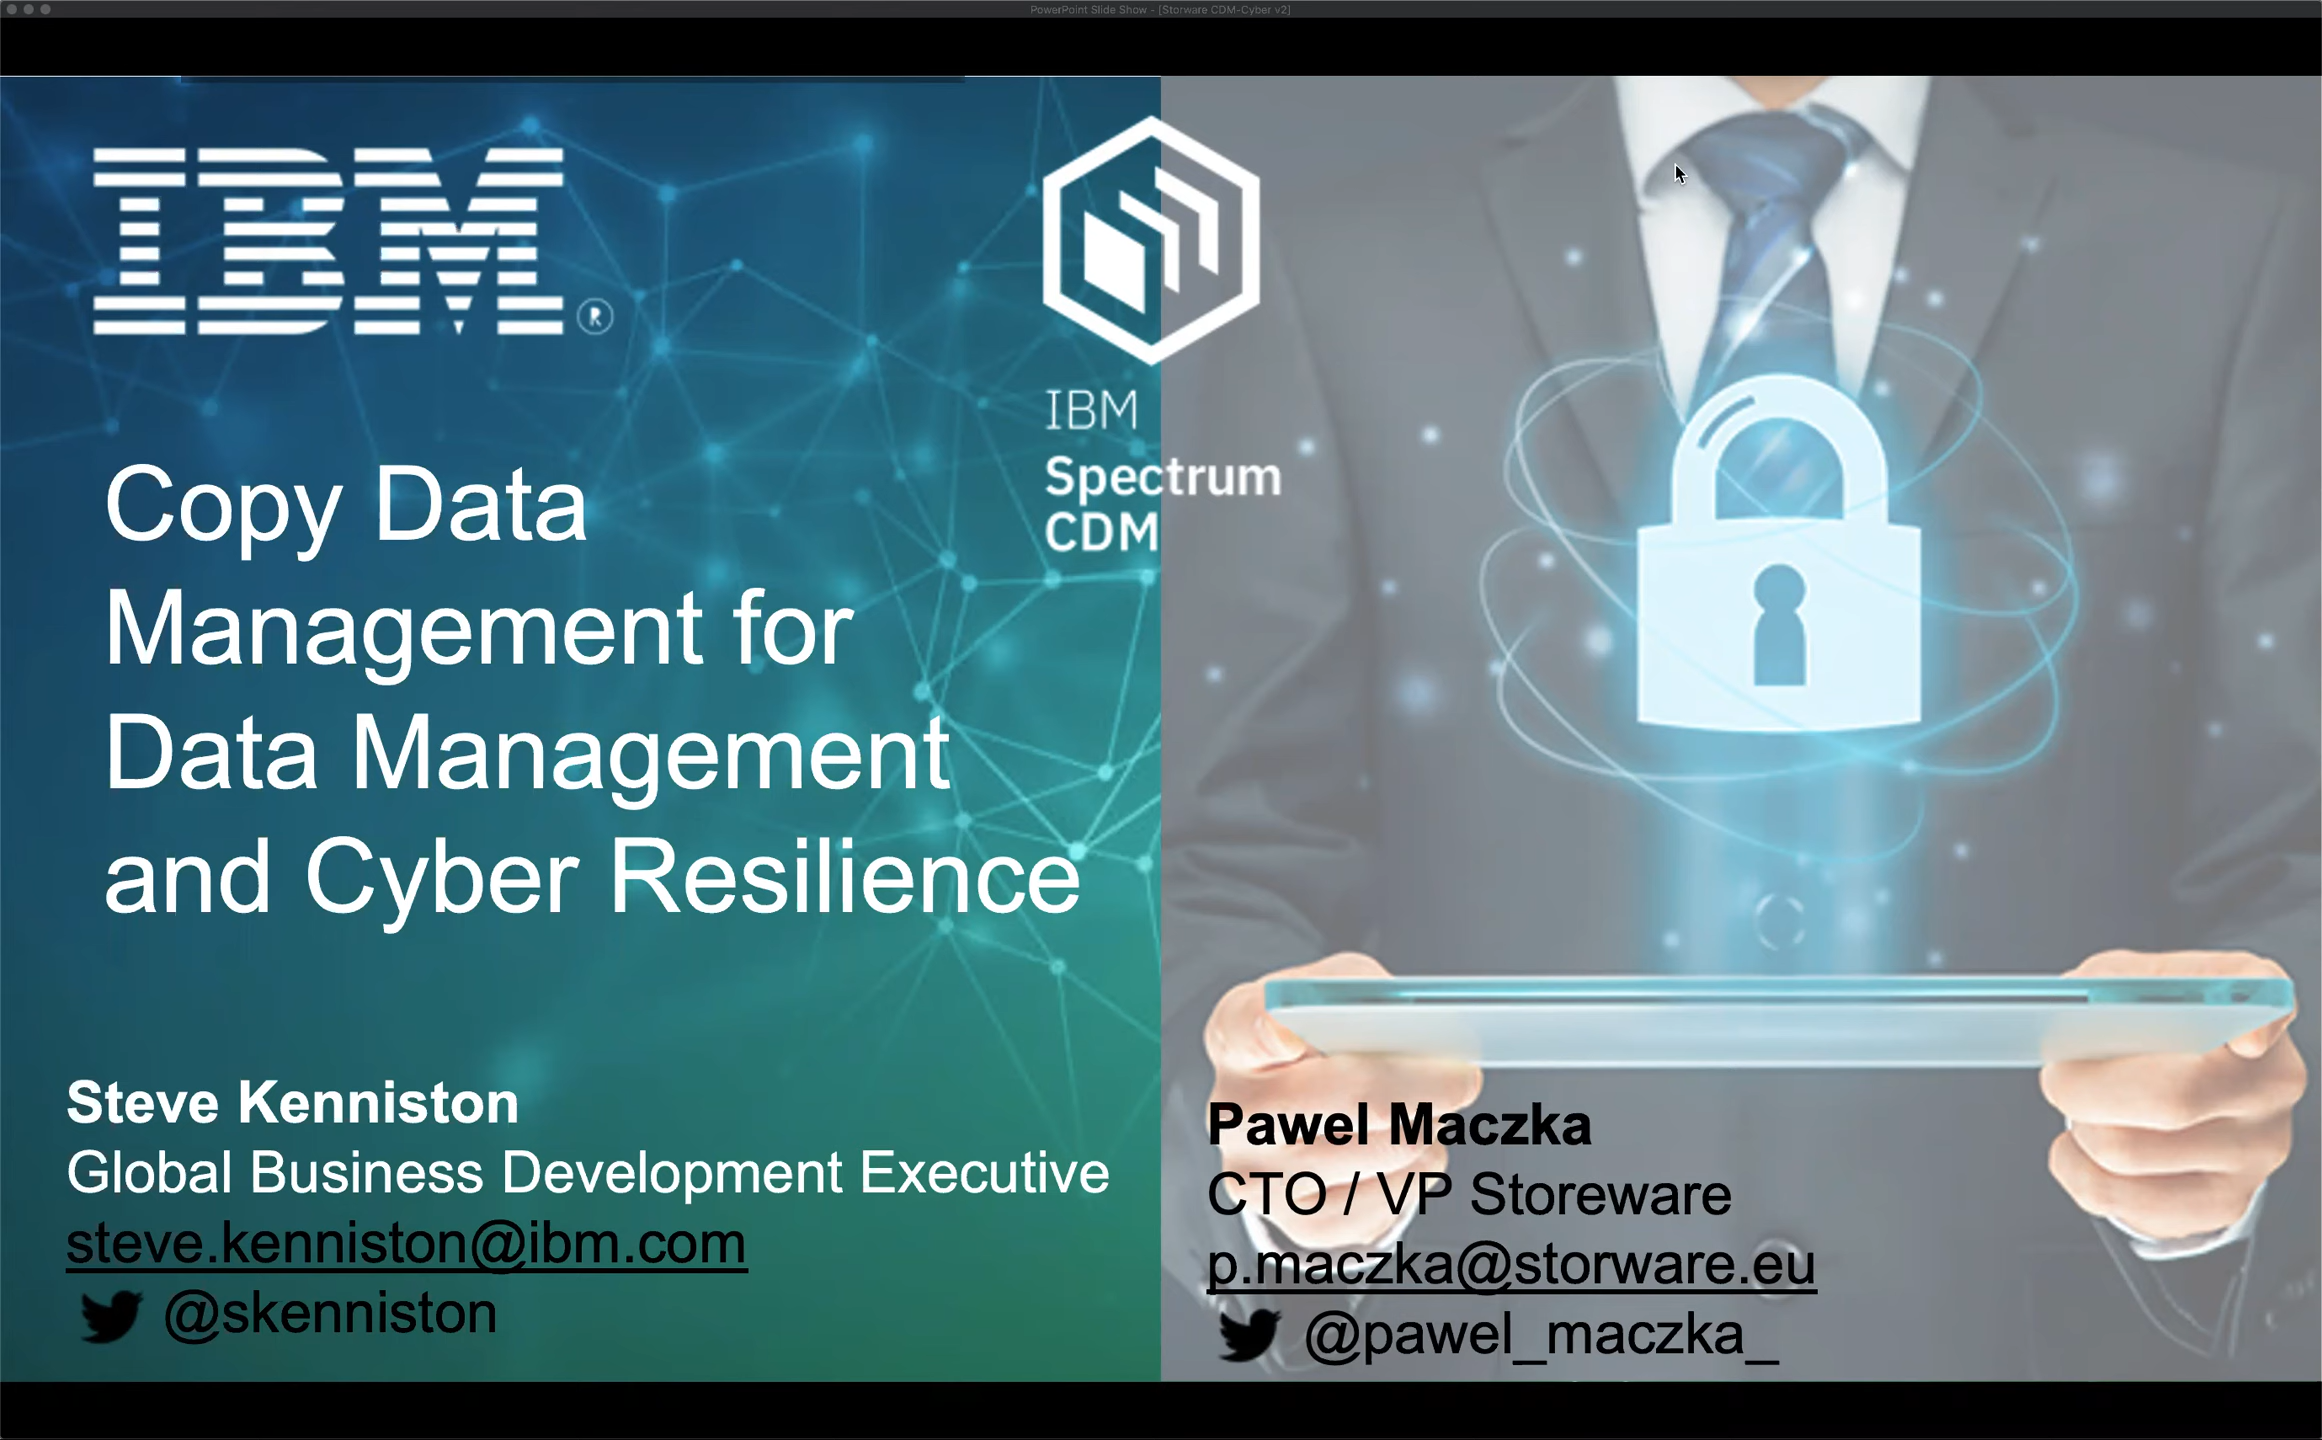 PowerPoint Slide Show - [Storware CDM-Cyber v2]
IBM®
IBM
Spectrum
CDM
Copy Data
Management for
Data Management
and Cyber Resilience
Steve Kenniston
Global Business Development Executive
steve.kenniston@ibm.com
@skenniston
Pawel Maczka
CTO / VP Storeware
p.maczka@storware.eu
@pawel_maczka_